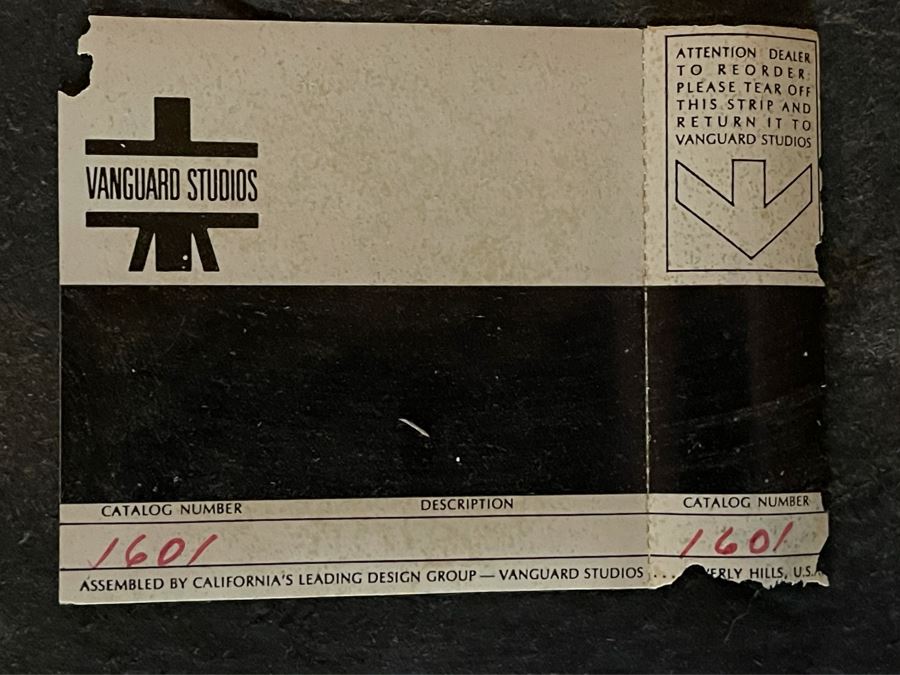 VANGUARD STUDIOS
ATTENTION DEALER
TO REORDER:
PLEASE TEAR OFF
THIS STRIP AND
RETURN IT TO
VANGUARD STUDIOS
CATALOG NUMBER
DESCRIPTION
CATALOG NUMBER
1601
1601
ASSEMBLED BY CALIFORNIA'S LEADING DESIGN GROUP — VANGUARD STUDIOS .... HILLS, U.S.A